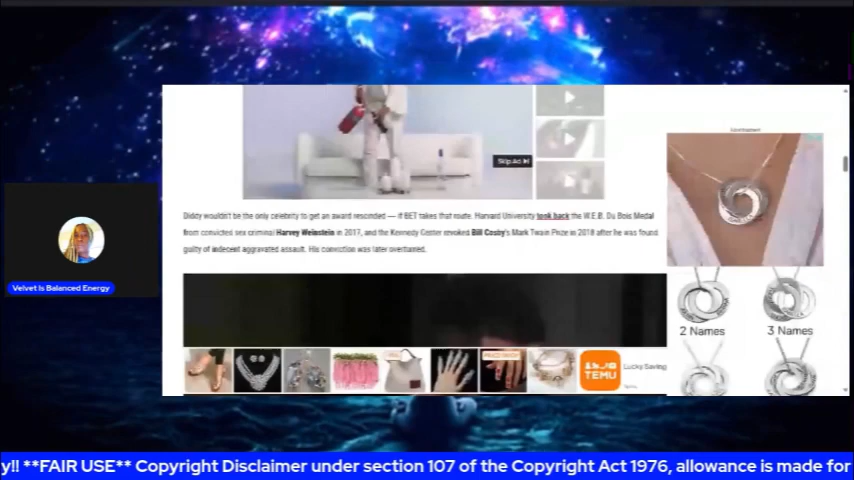 Skip Ad
Diddy wouldn't be the only celebrity to get an award rescinded — if BET takes that route. Harvard University took back the W.E.B. Du Bois Medal
from convicted sex criminal Harvey Weinstein in 2017, and the Kennedy Center revoked Bill Cosby's Mark Twain Prize in 2018 after he was found
guilty of indecent aggravated assault. His conviction was later overturned.
Velvet Is Balanced Energy
2 Names
3 Names
TEMU
Lucky Saving
y!! **FAIR USE** Copyright Disclaimer under section 107 of the Copyright Act 1976, allowance is made for